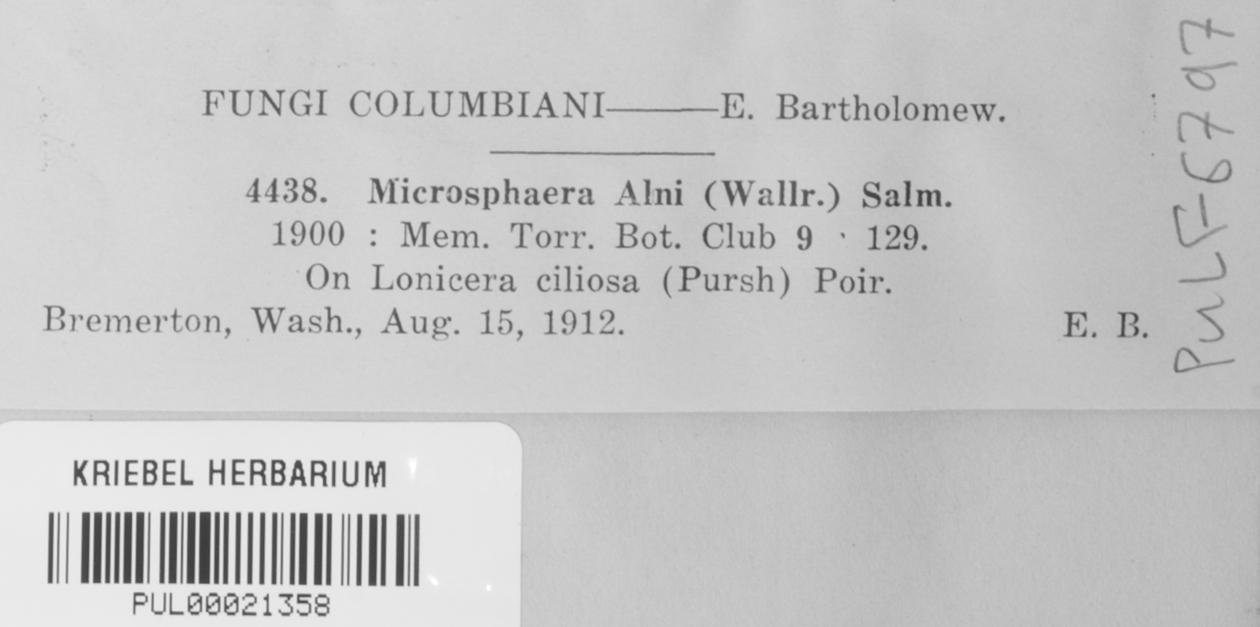 FUNGI COLUMBIANI———E. Bartholomew.
4438. Microsphaera Alni (Wallr.) Salm.
1900 : Mem. Torr. Bot. Club 9 · 129.
On Lonicera ciliosa (Pursh) Poir.
Bremerton, Wash., Aug. 15, 1912. E. B.
PULF-6797
KRIEBEL HERBARIUM
PUL00021358